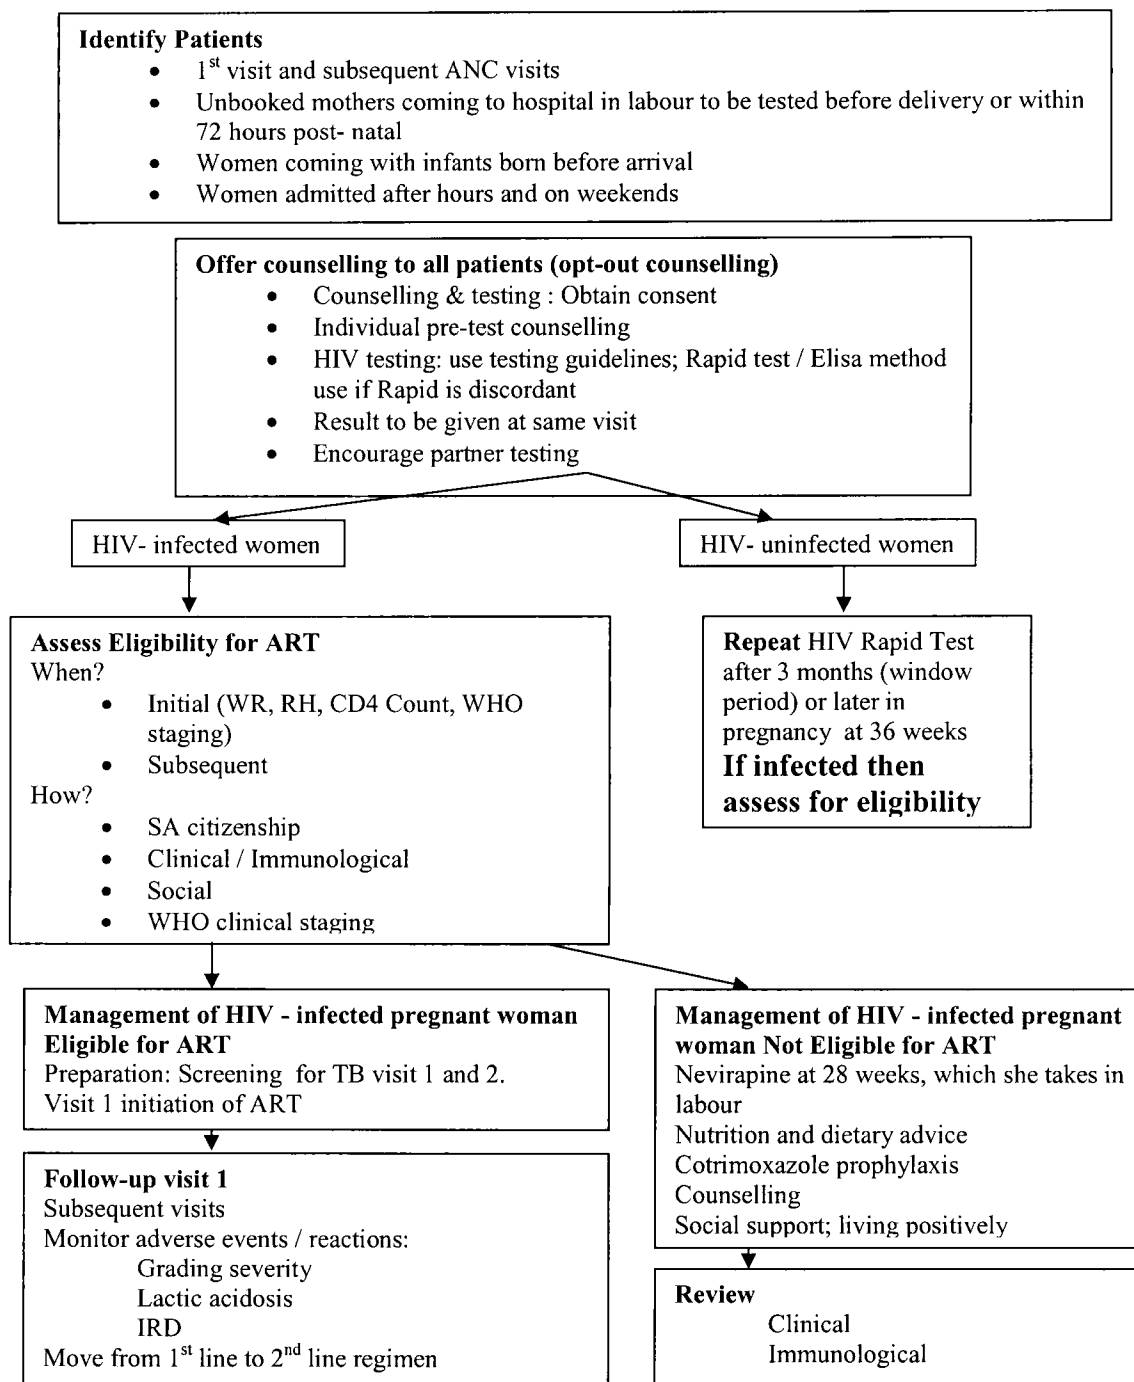 Identify Patients
• 1st visit and subsequent ANC visits
• Unbooked mothers coming to hospital in labour to be tested before delivery or within
72 hours post- natal
• Women coming with infants born before arrival
• Women admitted after hours and on weekends
Offer counselling to all patients (opt-out counselling)
• Counselling & testing : Obtain consent
• Individual pre-test counselling
• HIV testing: use testing guidelines; Rapid test / Elisa method
use if Rapid is discordant
• Result to be given at same visit
• Encourage partner testing
HIV- infected women
HIV- uninfected women
Assess Eligibility for ART
When?
• Initial (WR, RH, CD4 Count, WHO
staging)
• Subsequent
How?
• SA citizenship
• Clinical / Immunological
• Social
• WHO clinical staging
Repeat HIV Rapid Test
after 3 months (window
period) or later in
pregnancy at 36 weeks
If infected then
assess for eligibility
Management of HIV - infected pregnant woman
Eligible for ART
Preparation: Screening for TB visit 1 and 2.
Visit 1 initiation of ART
Management of HIV - infected pregnant
woman Not Eligible for ART
Nevirapine at 28 weeks, which she takes in
labour
Nutrition and dietary advice
Cotrimoxazole prophylaxis
Counselling
Social support; living positively
Follow-up visit 1
Subsequent visits
Monitor adverse events / reactions:
Grading severity
Lactic acidosis
IRD
Move from 1st line to 2nd line regimen
Review
Clinical
Immunological